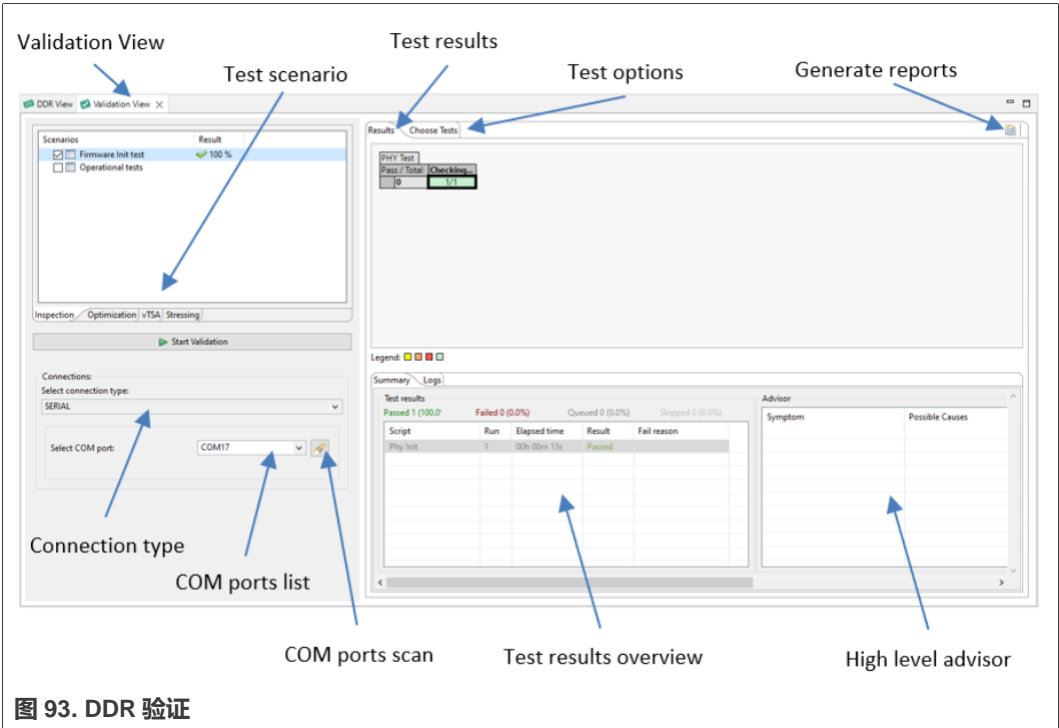 Validation View
Test results
Test scenario
Test options
Generate reports
DDR View
Validation View
Scenarios Result
Firmware Init test 100 %
Operational tests
Inspection Optimization vTSA Stressing
Start Validation
Connections:
Select connection type:
SERIAL
Select COM port: COM17
Results Choose Tests
PHY Test
Pass / Total Checking...
0 1/1
Legend:
Summary Logs
Test results
Passed 1 (100.0' Failed 0 (0.0%) Queued 0 (0.0%) Skipped 0 (0.0%)
Script Run Elapsed time Result Fail reason
Phy Init 1 00h 00m 13s Passed
Advisor
Symptom Possible Causes
Connection type
COM ports list
COM ports scan
Test results overview
High level advisor
图 93. DDR 验证